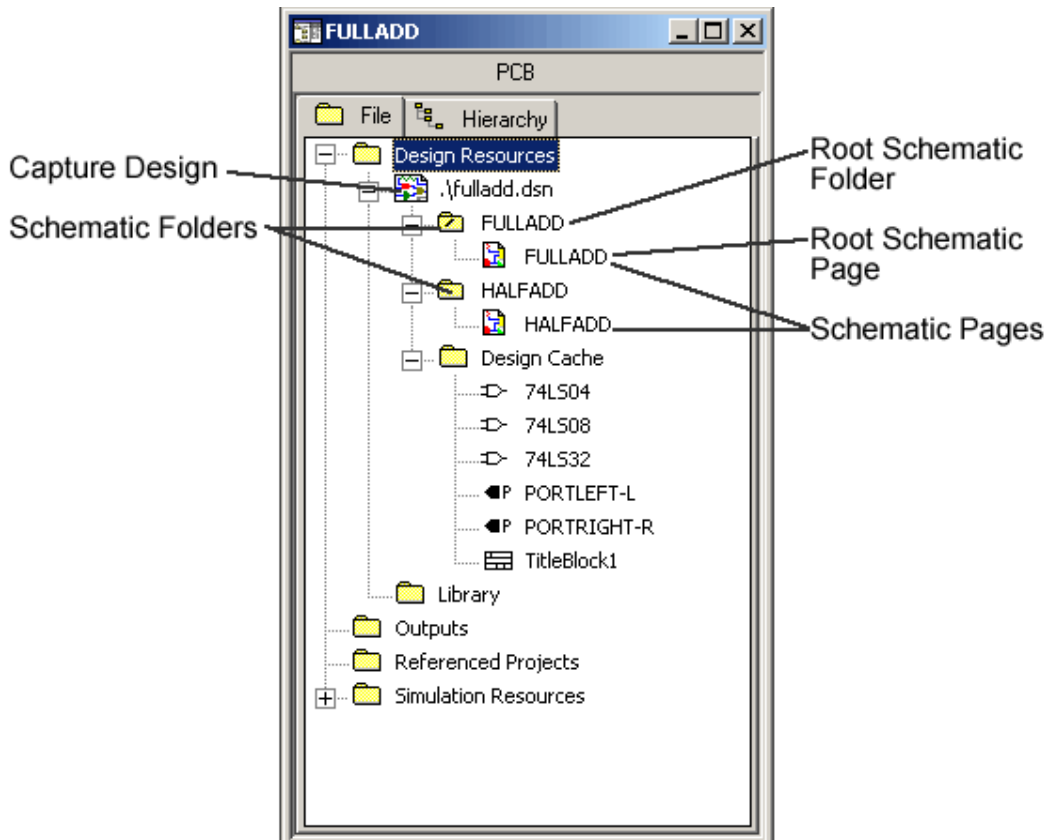 FULLADD
PCB
File
Hierarchy
Design Resources
.\fulladd.dsn
FULLADD
FULLADD
HALFADD
HALFADD
Design Cache
74LS04
74LS08
74LS32
PORTLEFT-L
PORTRIGHT-R
TitleBlock1
Library
Outputs
Referenced Projects
Simulation Resources
Capture Design
Schematic Folders
Root Schematic
Folder
Root Schematic
Page
Schematic Pages